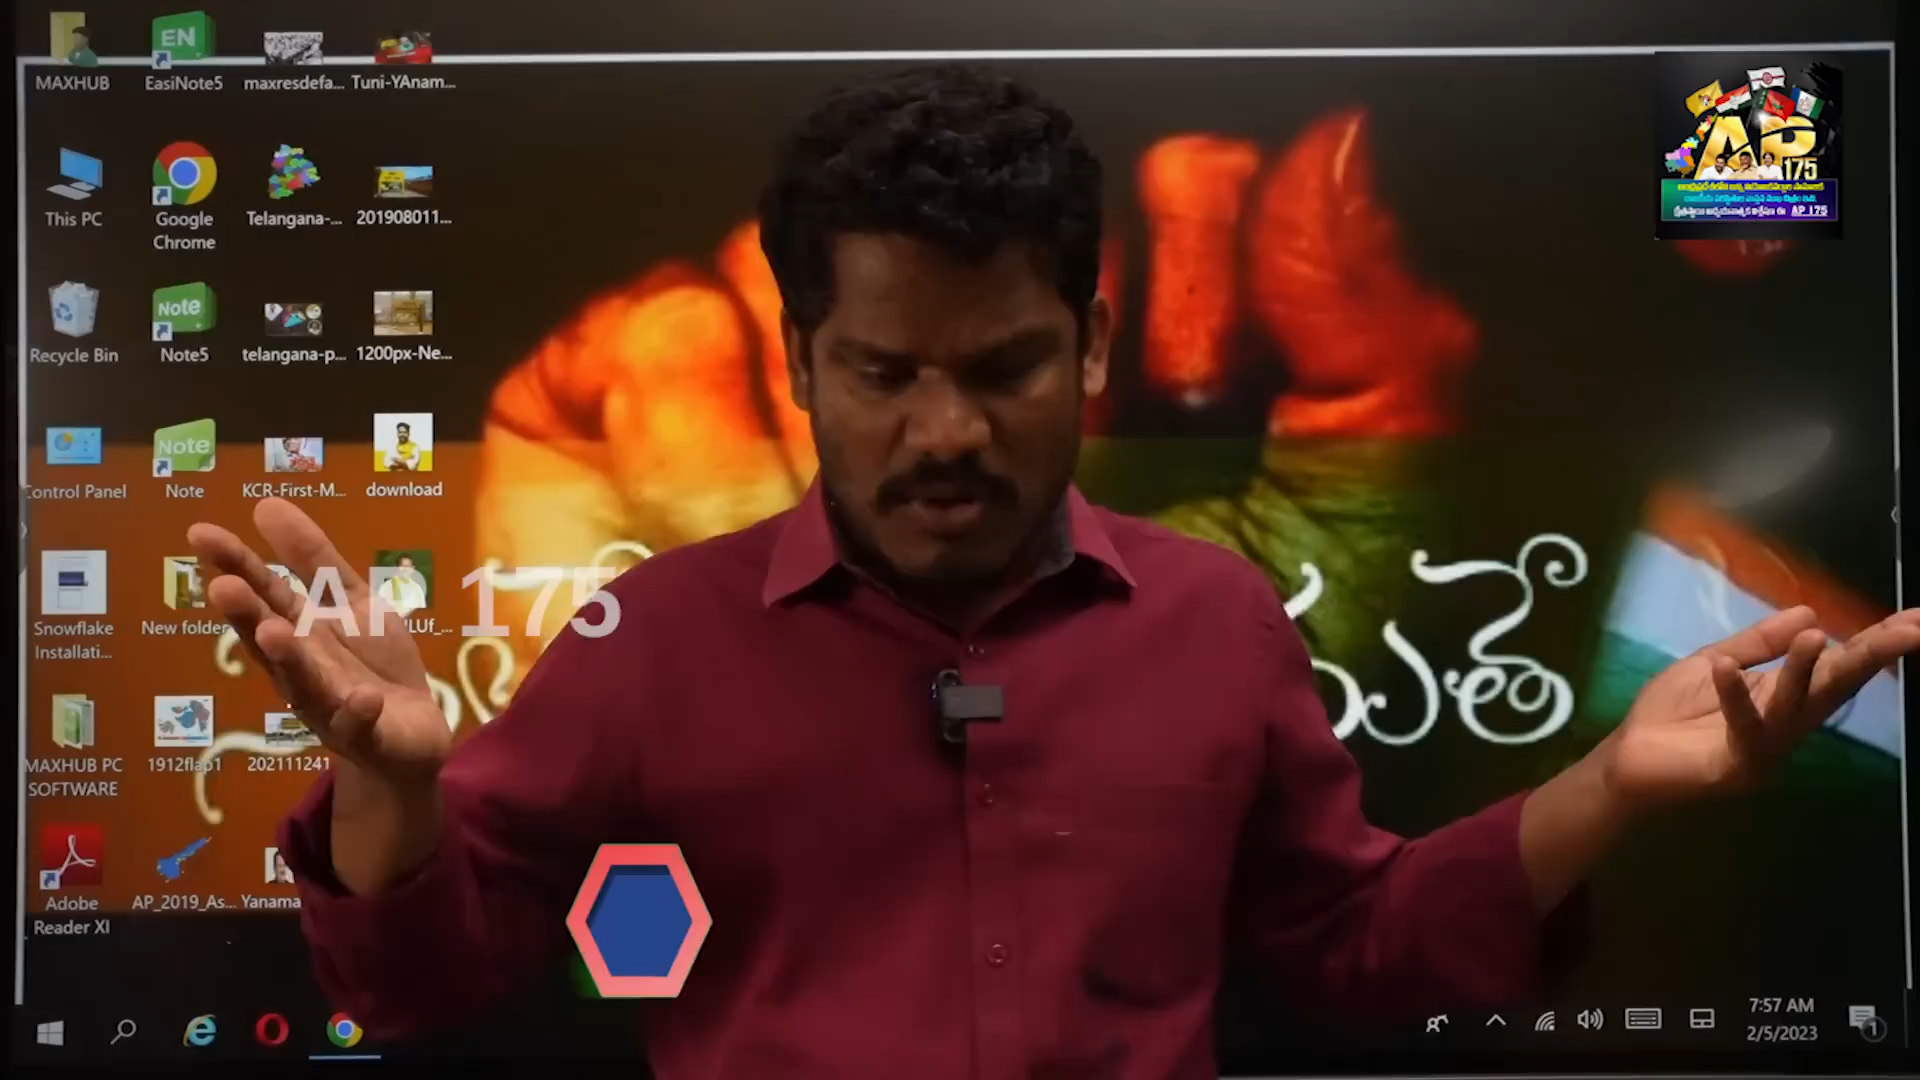 MAXHUB
EasiNote5
maxresdefa...
Tuni-YAnam...
EN
This PC
Google
Chrome
Telangana-...
201908011...
Recycle Bin
Note
Note5
telangana-p...
1200px-Ne...
Control Panel
Note
Note
KCR-First-M...
download
Snowflake
Installati...
New folder
AP 175
MAXHUB PC
SOFTWARE
1912flap1
202111241
Adobe
Reader XI
AP_2019_As...
Yanama
AP
175
AP 175
7:57 AM
2/5/2023
1